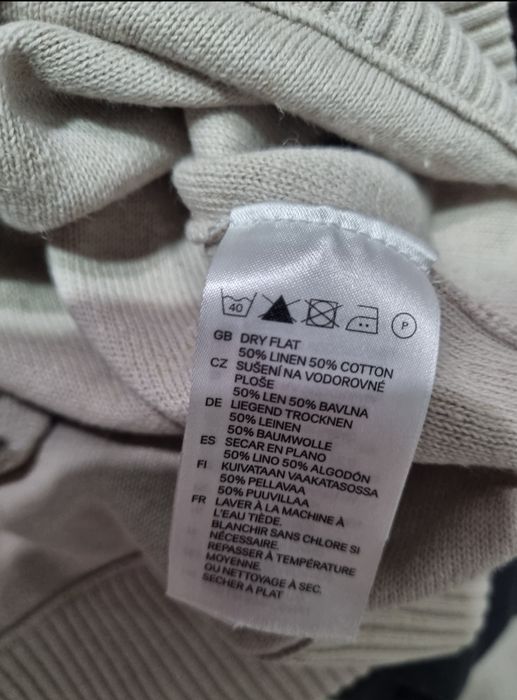 40
P
GB DRY FLAT
50% LINEN 50% COTTON
CZ SUŠENÍ NA VODOROVNÉ
PLOŠE
50% LEN 50% BAVLNA
DE LIEGEND TROCKNEN
50% LEINEN
50% BAUMWOLLE
ES SECAR EN PLANO
50% LINO 50% ALGODÓN
FI KUIVATAAN VAAKATASOSSA
50% PELLAVAA
50% PUUVILLAA
FR LAVER À LA MACHINE À
L'EAU TIÈDE.
BLANCHIR SANS CHLORE SI
NÉCESSAIRE.
REPASSER À TEMPÉRATURE
MOYENNE.
OU NETTOYAGE À SEC.
SECHER A PLAT